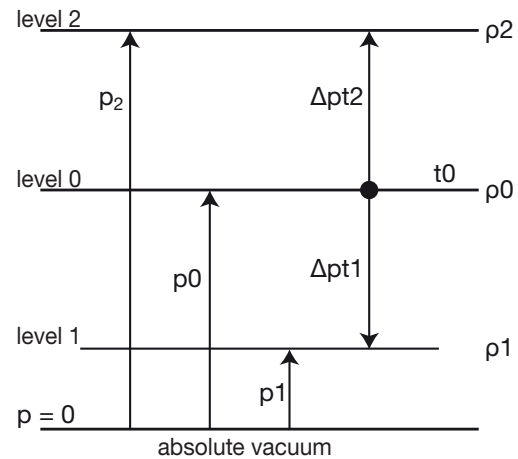 level 2
ρ2
p₂
Δpt2
level 0
t0
ρ0
p0
Δpt1
level 1
ρ1
p1
p = 0
absolute vacuum